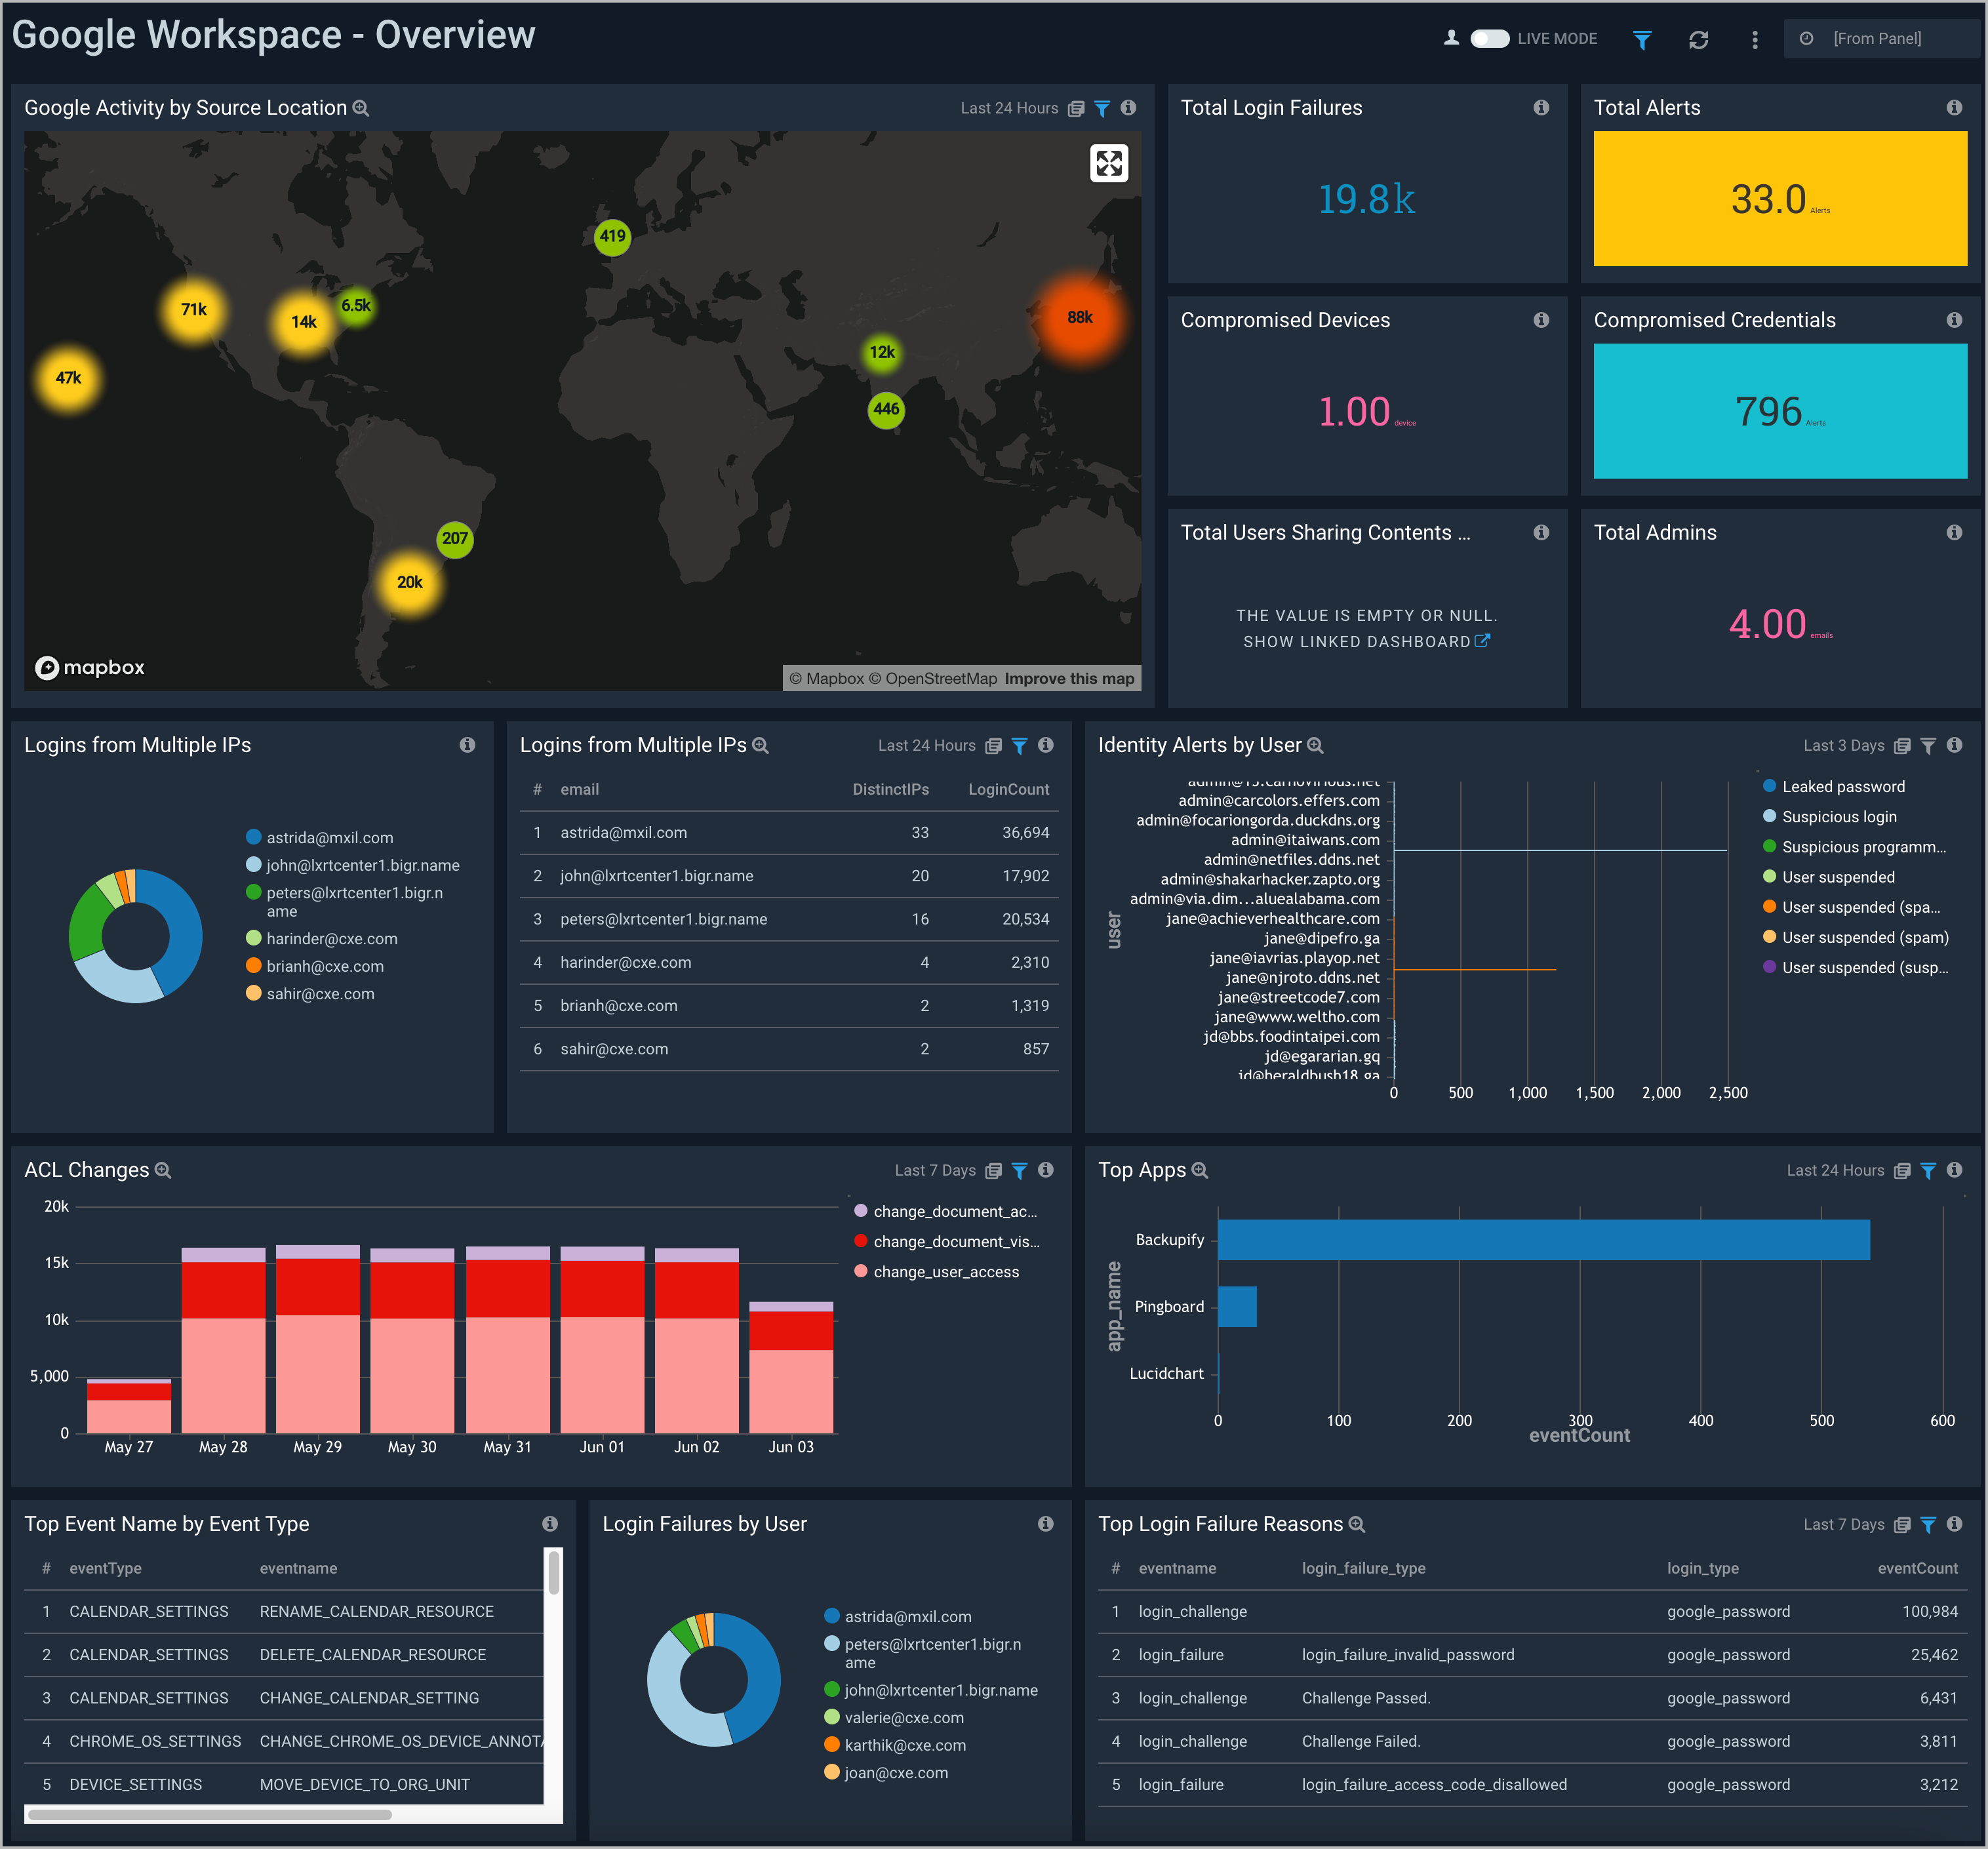 Google Workspace - Overview
LIVE MODE
[From Panel]
Google Activity by Source Location
Last 24 Hours
419
71k
14k
6.5k
88k
12k
47k
446
207
20k
mapbox
© Mapbox © OpenStreetMap Improve this map
Total Login Failures
19.8k
Total Alerts
33.0 Alerts
Compromised Devices
1.00 device
Compromised Credentials
796 Alerts
Total Users Sharing Contents ...
THE VALUE IS EMPTY OR NULL.
SHOW LINKED DASHBOARD
Total Admins
4.00 emails
Logins from Multiple IPs
astrida@mxil.com
john@lxrtcenter1.bigr.name
peters@lxrtcenter1.bigr.n
ame
harinder@cxe.com
brianh@cxe.com
sahir@cxe.com
Logins from Multiple IPs
Last 24 Hours
# email DistinctIPs LoginCount
1 astrida@mxil.com 33 36,694
2 john@lxrtcenter1.bigr.name 20 17,902
3 peters@lxrtcenter1.bigr.name 16 20,534
4 harinder@cxe.com 4 2,310
5 brianh@cxe.com 2 1,319
6 sahir@cxe.com 2 857
Identity Alerts by User
Last 3 Days
user
admin@carcolors.effers.com
admin@focariongorda.duckdns.org
admin@itaiwans.com
admin@netfiles.ddns.net
admin@shakarhacker.zapto.org
admin@via.dim...aluealabama.com
jane@achieverhealthcare.com
jane@dipefro.ga
jane@iavrias.playop.net
jane@njroto.ddns.net
jane@streetcode7.com
jane@www.weltho.com
jd@bbs.foodintaipei.com
jd@egararian.gq
jd@heraldbush18.ga
0 500 1,000 1,500 2,000 2,500
Leaked password
Suspicious login
Suspicious programm...
User suspended
User suspended (spa...
User suspended (spam)
User suspended (susp...
ACL Changes
Last 7 Days
20k
15k
10k
5,000
0
May 27 May 28 May 29 May 30 May 31 Jun 01 Jun 02 Jun 03
change_document_ac...
change_document_vis...
change_user_access
Top Apps
Last 24 Hours
app_name
Backupify
Pingboard
Lucidchart
0 100 200 300 400 500 600
eventCount
Top Event Name by Event Type
# eventType eventname
1 CALENDAR_SETTINGS RENAME_CALENDAR_RESOURCE
2 CALENDAR_SETTINGS DELETE_CALENDAR_RESOURCE
3 CALENDAR_SETTINGS CHANGE_CALENDAR_SETTING
4 CHROME_OS_SETTINGS CHANGE_CHROME_OS_DEVICE_ANNOTA
5 DEVICE_SETTINGS MOVE_DEVICE_TO_ORG_UNIT
Login Failures by User
astrida@mxil.com
peters@lxrtcenter1.bigr.n
ame
john@lxrtcenter1.bigr.name
valerie@cxe.com
karthik@cxe.com
joan@cxe.com
Top Login Failure Reasons
Last 7 Days
# eventname login_failure_type login_type eventCount
1 login_challenge google_password 100,984
2 login_failure login_failure_invalid_password google_password 25,462
3 login_challenge Challenge Passed. google_password 6,431
4 login_challenge Challenge Failed. google_password 3,811
5 login_failure login_failure_access_code_disallowed google_password 3,212